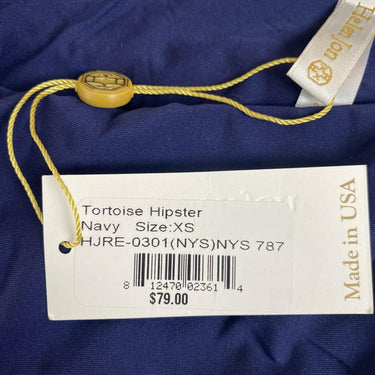 Helen Jon
Tortoise Hipster
Navy Size:XS
HJRE-0301(NYS)NYS 787
8 12470 02361 4
$79.00
Made in USA